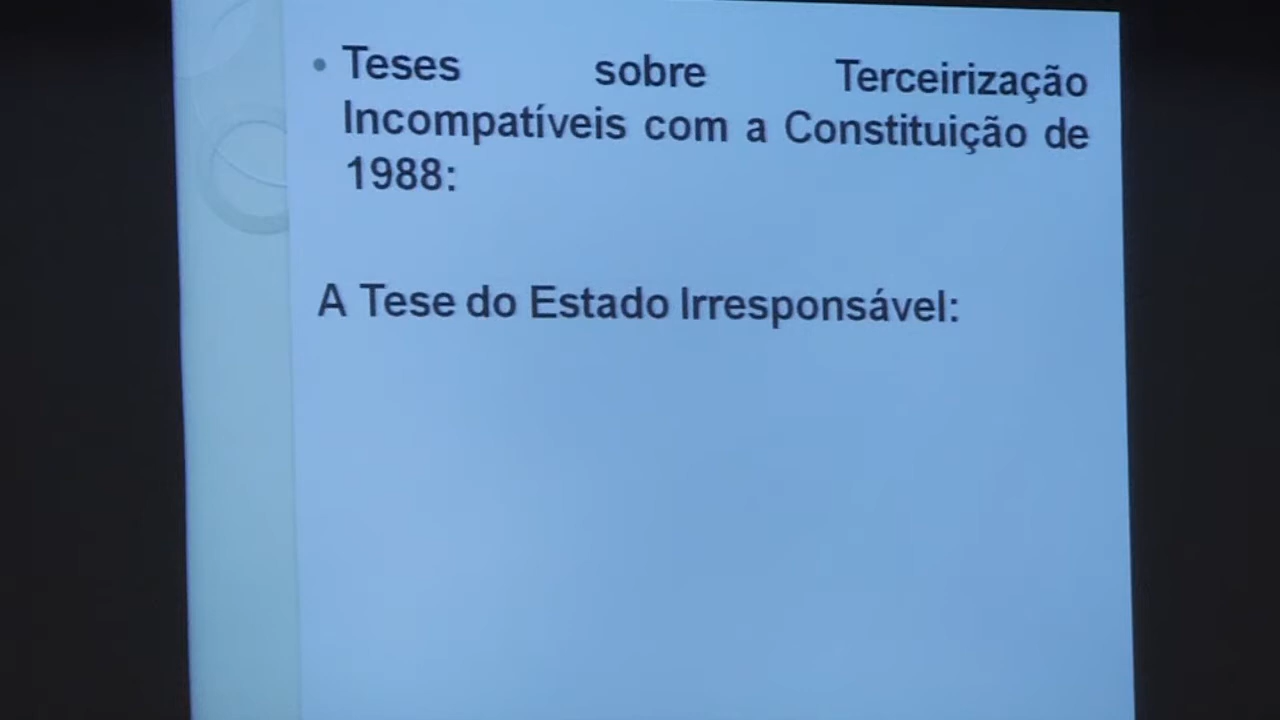 • Teses sobre Terceirização
Incompatíveis com a Constituição de
1988:
A Tese do Estado Irresponsável: